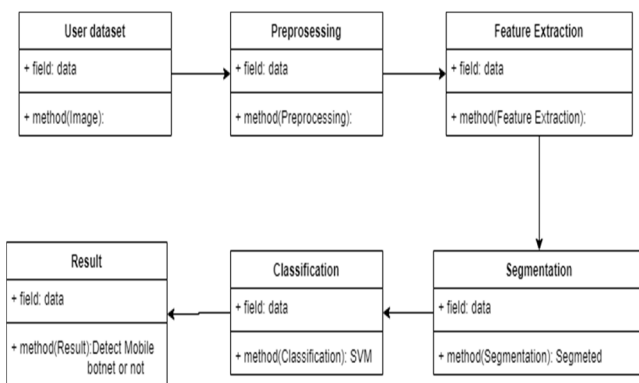 User dataset
+ field: data
+ method(Image):
Preprosessing
+ field: data
+ method(Preprocessing):
Feature Extraction
+ field: data
+ method(Feature Extraction):
Result
+ field: data
+ method(Result):Detect Mobile
botnet or not
Classification
+ field: data
+ method(Classification): SVM
Segmentation
+ field: data
+ method(Segmentation): Segmeted